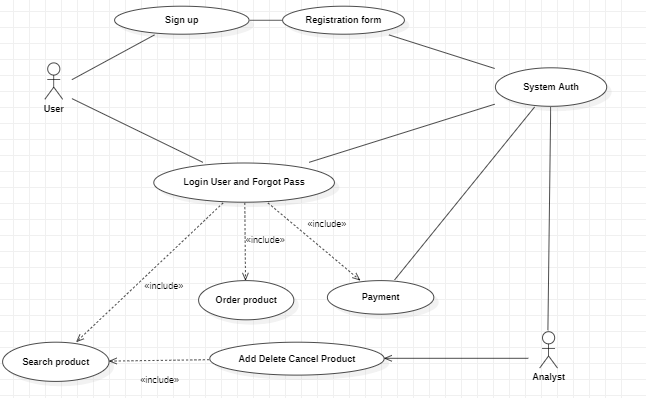 Sign up
Registration form
System Auth
User
Login User and Forgot Pass
«include»
«include»
«include»
Order product
Payment
Search product
Add Delete Cancel Product
«include»
Analyst